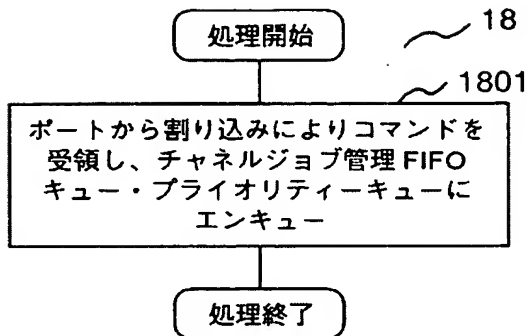 処理開始
18
1801
ポートから割り込みによりコマンドを
受領し、チャネルジョブ管理 FIFO
キュー・プライオリティーキューに
エンキュー
処理終了